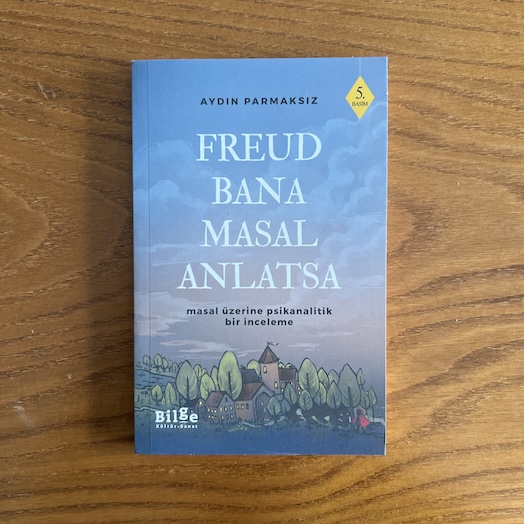 AYDIN PARMAKSIZ
5.
BASIM
FREUD
BANA
MASAL
ANLATSA
masal üzerine psikanalitik
bir inceleme
Bilge
Kültür•Sanat